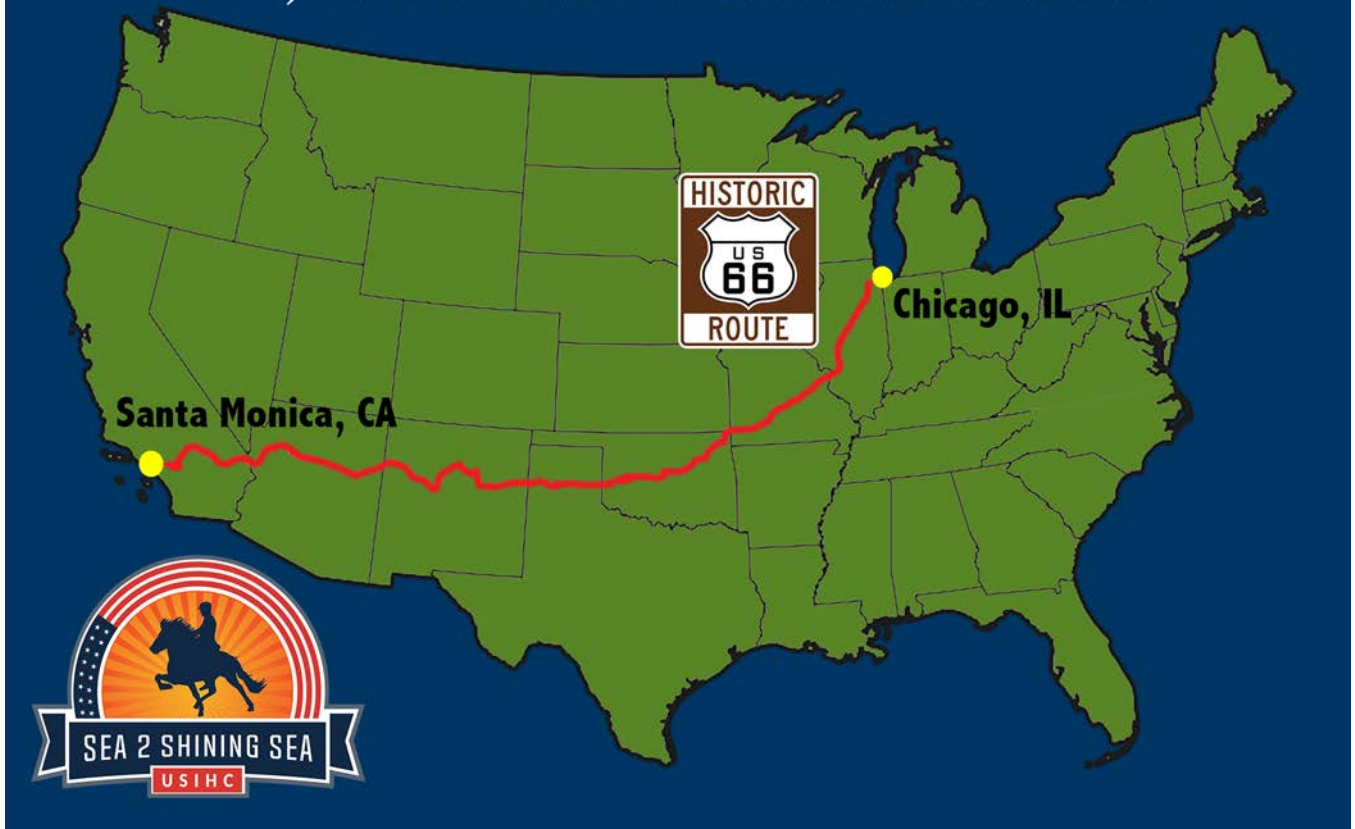 HISTORIC
US
66
ROUTE
Chicago, IL
Santa Monica, CA
SEA 2 SHINING SEA
USIHC